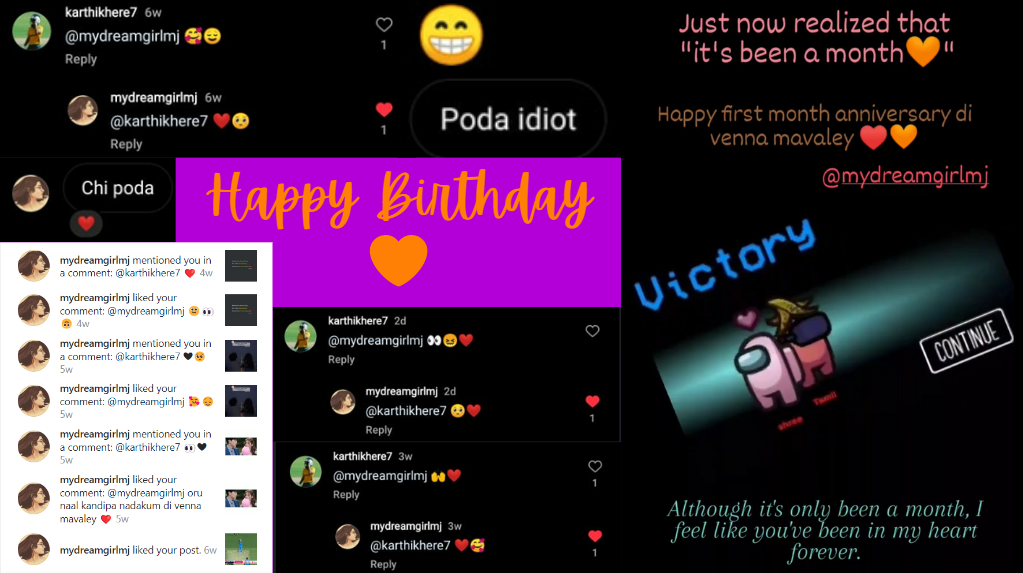 karthikhere7 6w
@mydreamgirlmj 🥰😌
1
Reply
mydreamgirlmj 6w
@karthikhere7 ❤️🥺
1
Reply
😁
Poda idiot
Chi poda
❤️
Happy Birthday
🧡
mydreamgirlmj mentioned you in
a comment: @karthikhere7 ❤️ 4w
mydreamgirlmj liked your
comment: @mydreamgirlmj 🥺 👀
🙃 4w
mydreamgirlmj mentioned you in
a comment: @karthikhere7 🖤🥺
5w
mydreamgirlmj liked your
comment: @mydreamgirlmj 🥰😌
5w
mydreamgirlmj mentioned you in
a comment: @karthikhere7 👀🖤
5w
mydreamgirlmj liked your
comment: @mydreamgirlmj oru
naal kandipa nadakum di venna
mavaley ❤️ 5w
mydreamgirlmj liked your post. 6w
karthikhere7 2d
@mydreamgirlmj 👀😖❤️
Reply
mydreamgirlmj 2d
@karthikhere7 🥺❤️
1
Reply
karthikhere7 3w
@mydreamgirlmj 🙌❤️
1
Reply
mydreamgirlmj 3w
@karthikhere7 ❤️🥰
1
Reply
Just now realized that
"it's been a month🧡"
Happy first month anniversary di
venna mavaley ❤️🧡
@mydreamgirlmj
Victory
CONTINUE
shree Tamil
Although it's only been a month, I
feel like you've been in my heart
forever.